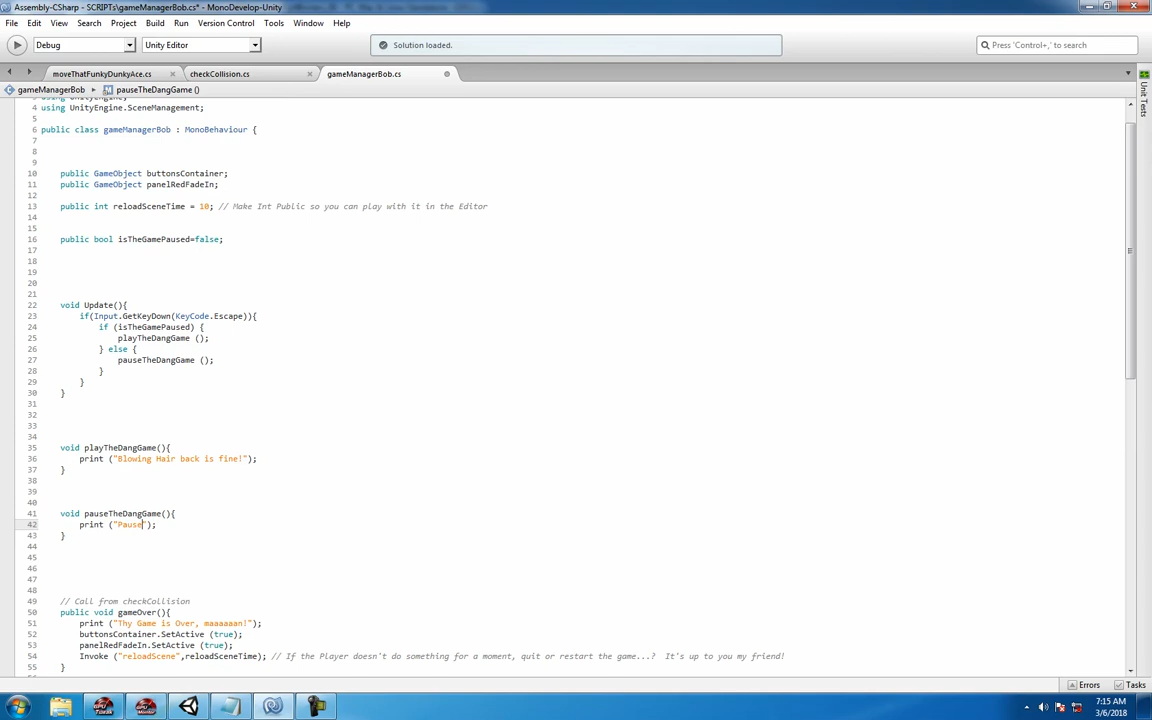 Assembly-CSharp - SCRIPTs\gameManagerBob.cs* - MonoDevelop-Unity
File Edit View Search Project Build Run Version Control Tools Window Help
Debug Unity Editor Solution loaded. Press 'Control+,' to search
moveThatFunkyDunkyAce.cs checkCollision.cs gameManagerBob.cs
gameManagerBob pauseTheDangGame ()
3 using UnityEngine;
4 using UnityEngine.SceneManagement;
5
6 public class gameManagerBob : MonoBehaviour {
7
8
9
10 public GameObject buttonsContainer;
11 public GameObject panelRedFadeIn;
12
13 public int reloadSceneTime = 10; // Make Int Public so you can play with it in the Editor
14
15
16 public bool isTheGamePaused=false;
17
18
19
20
21
22 void Update(){
23 if(Input.GetKeyDown(KeyCode.Escape)){
24 if (isTheGamePaused) {
25 playTheDangGame ();
26 } else {
27 pauseTheDangGame ();
28 }
29 }
30 }
31
32
33
34
35 void playTheDangGame(){
36 print ("Blowing Hair back is fine!");
37 }
38
39
40
41 void pauseTheDangGame(){
42 print ("Pause");
43 }
44
45
46
47
48
49 // Call from checkCollision
50 public void gameOver(){
51 print ("Thy Game is Over, maaaaaan!");
52 buttonsContainer.SetActive (true);
53 panelRedFadeIn.SetActive (true);
54 Invoke ("reloadScene",reloadSceneTime); // If the Player doesn't do something for a moment, quit or restart the game...? It's up to you my friend!
55 }
Unit Tests
Errors Tasks
7:15 AM
3/6/2018